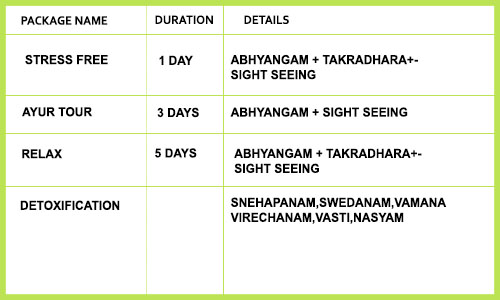 PACKAGE NAME DURATION DETAILS
STRESS FREE 1 DAY ABHYANGAM + TAKRADHARA+-
SIGHT SEEING
AYUR TOUR 3 DAYS ABHYANGAM + SIGHT SEEING
RELAX 5 DAYS ABHYANGAM + TAKRADHARA+-
SIGHT SEEING
DETOXIFICATION SNEHAPANAM,SWEDANAM,VAMANA
VIRECHANAM,VASTI,NASYAM